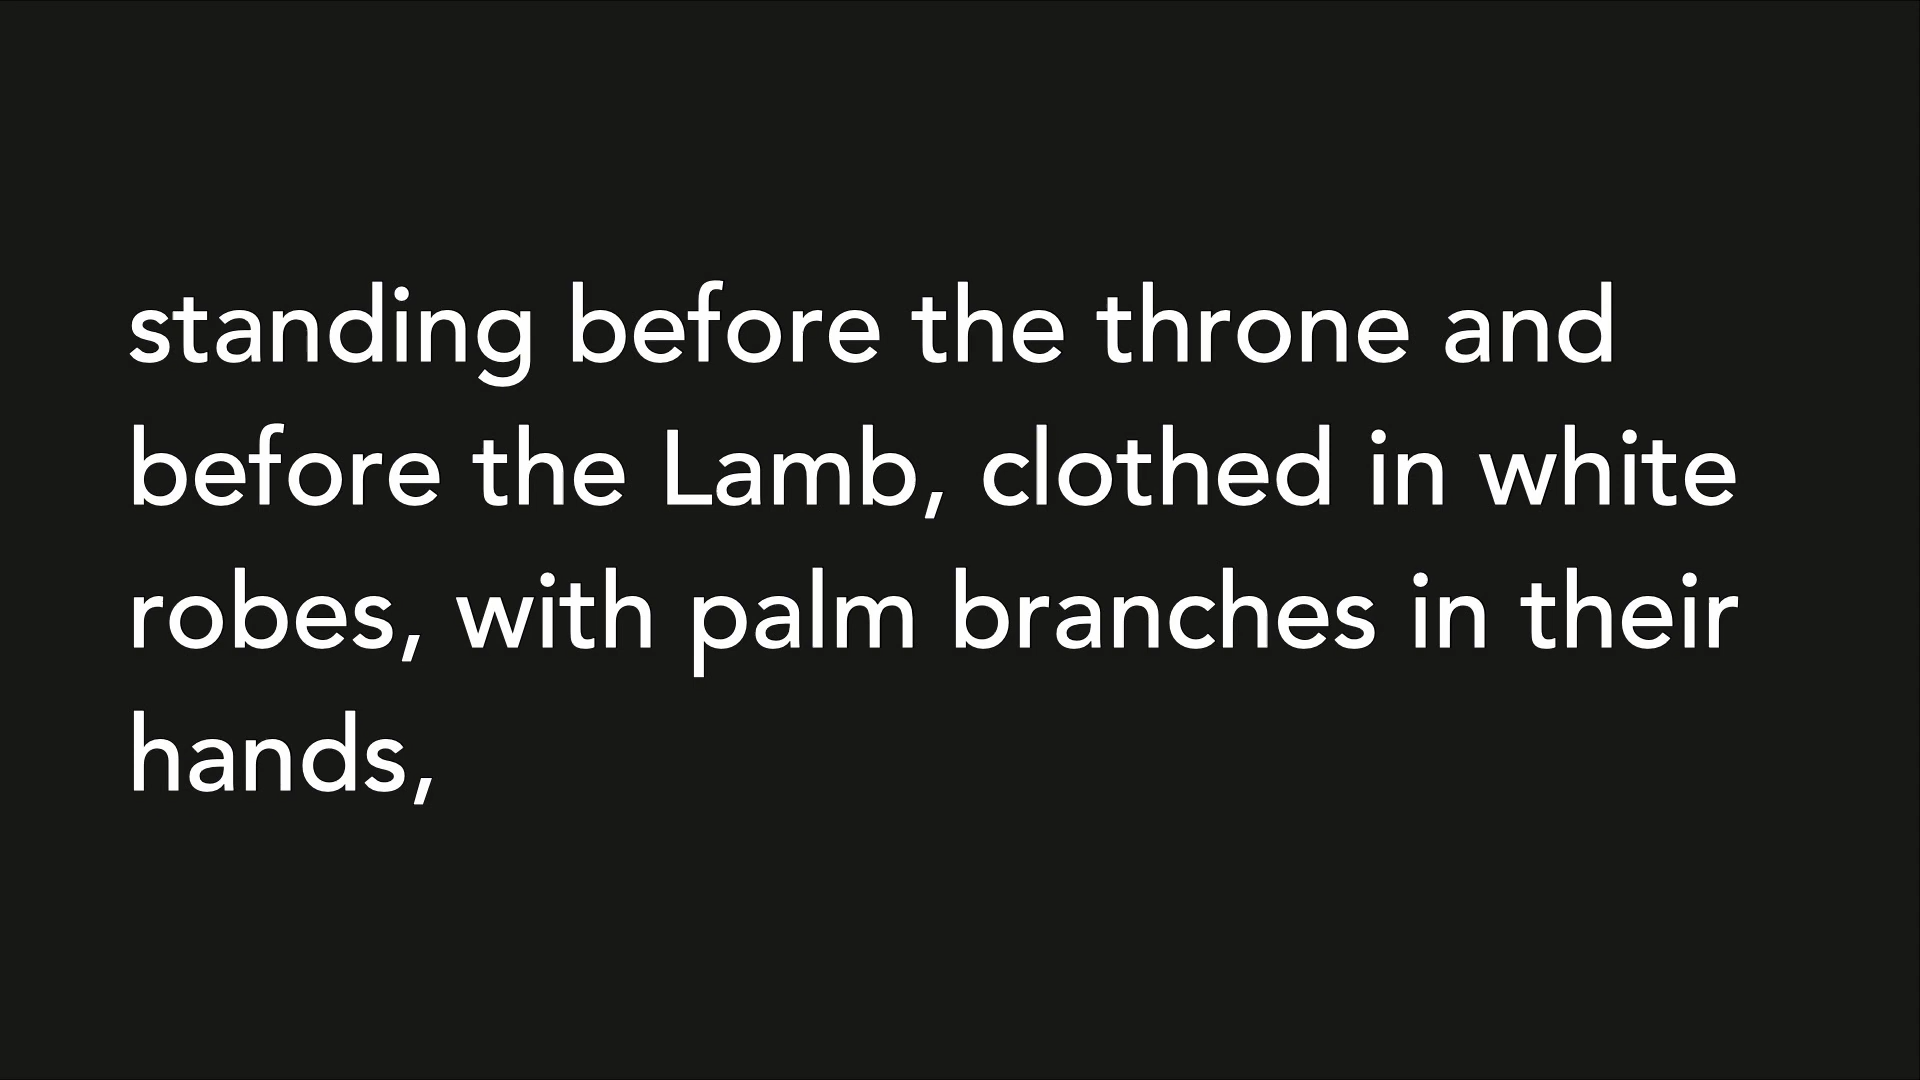 standing before the throne and
before the Lamb, clothed in white
robes, with palm branches in their
hands,